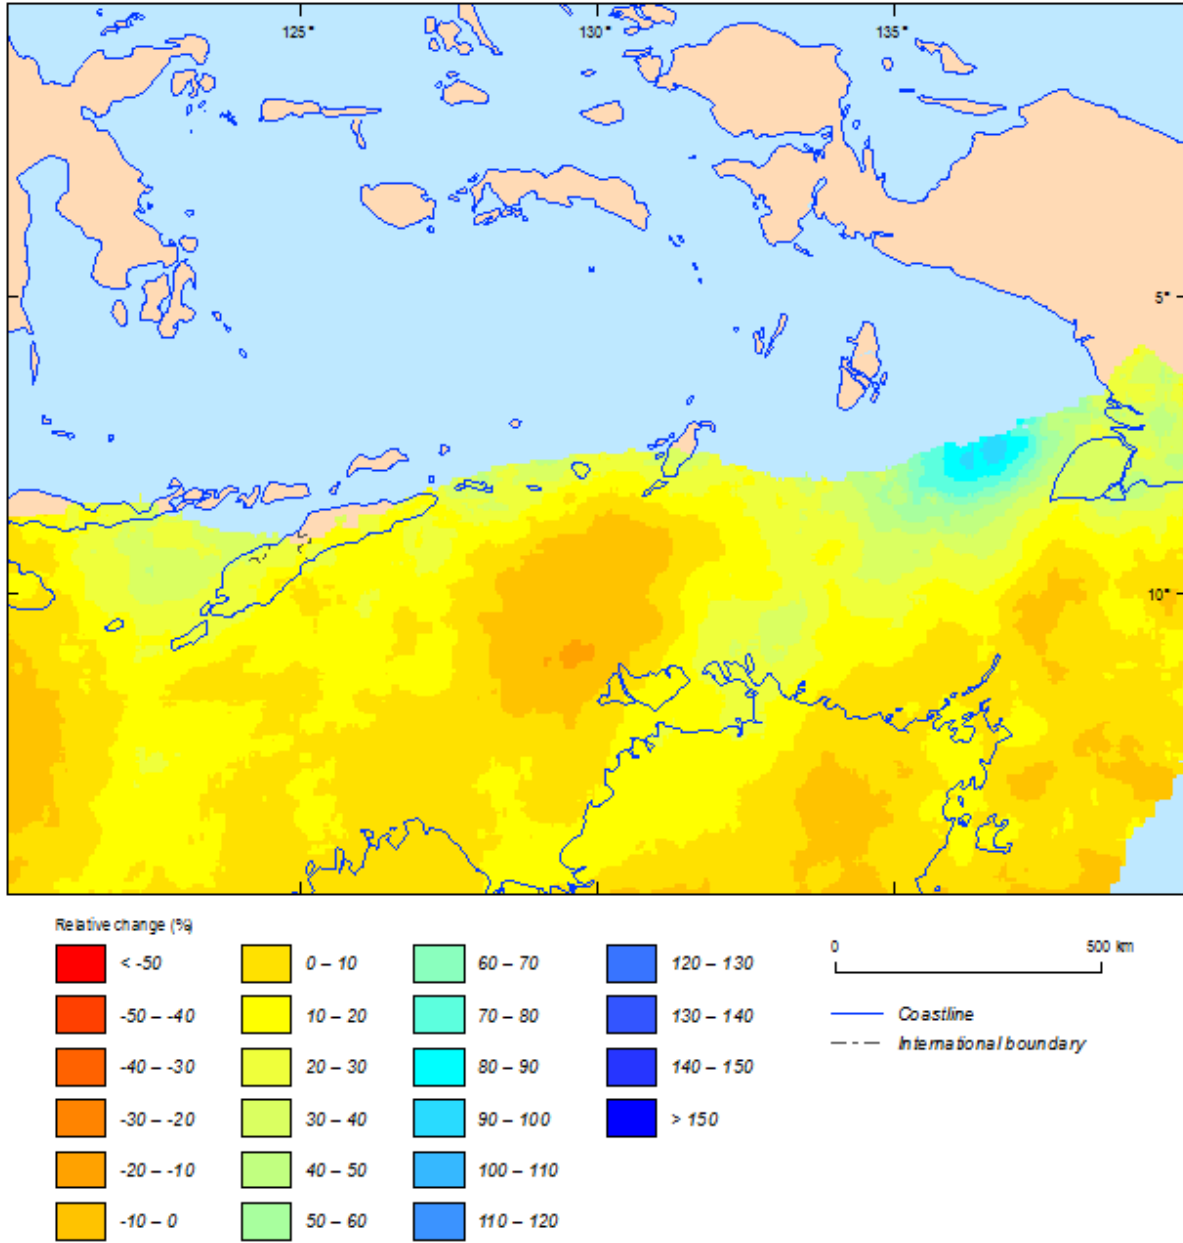 125° 130° 135°
5°
10°
Relative change (%)
< -50 0 – 10 60 – 70 120 – 130
-50 – -40 10 – 20 70 – 80 130 – 140
-40 – -30 20 – 30 80 – 90 140 – 150
-30 – -20 30 – 40 90 – 100 > 150
-20 – -10 40 – 50 100 – 110
-10 – 0 50 – 60 110 – 120
0 500 km
Coastline
International boundary